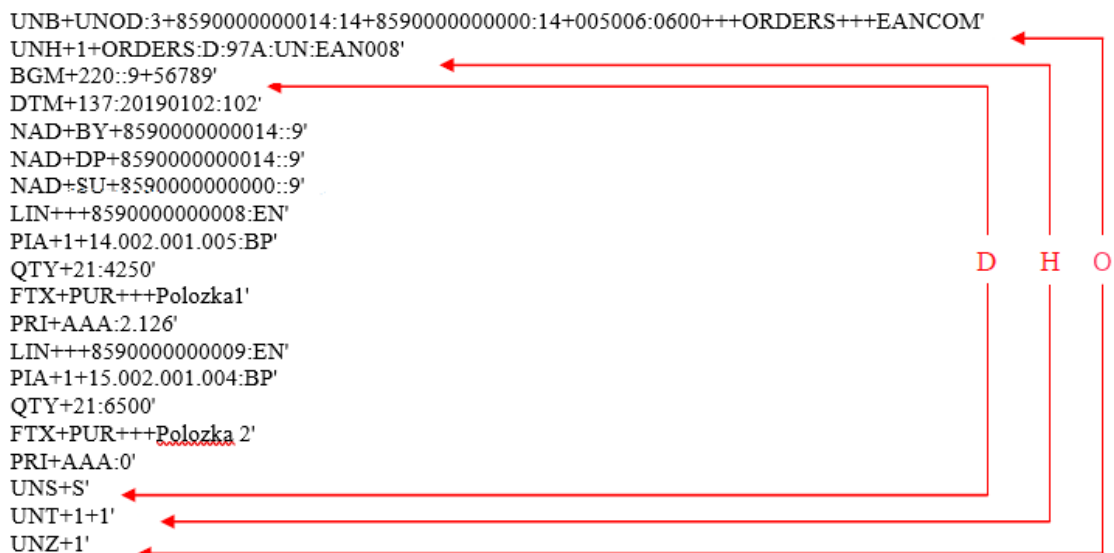 UNB+UNOD:3+8590000000014:14+8590000000000:14+005006:0600+++ORDERS+++EANCOM'
UNH+1+ORDERS:D:97A:UN:EAN008'
BGM+220::9+56789'
DTM+137:20190102:102'
NAD+BY+8590000000014::9'
NAD+DP+8590000000014::9'
NAD+SU+8590000000000::9'
LIN+++8590000000008:EN'
PIA+1+14.002.001.005:BP'
QTY+21:4250'
D H O
FTX+PUR+++Polozka1'
PRI+AAA:2.126'
LIN+++8590000000009:EN'
PIA+1+15.002.001.004:BP'
QTY+21:6500'
FTX+PUR+++Polozka 2'
PRI+AAA:0'
UNS+S'
UNT+1+1'
UNZ+1'